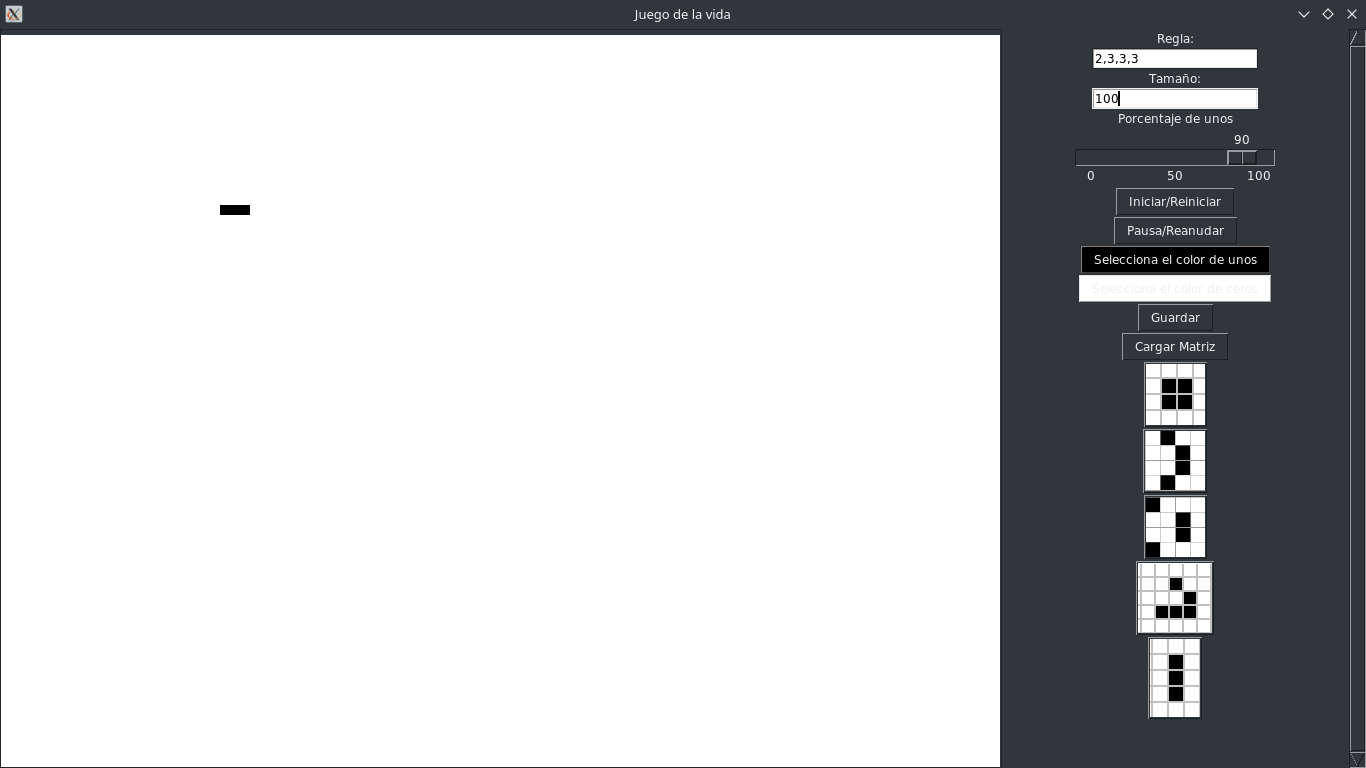 Juego de la vida
Regla:
2,3,3,3
Tamaño:
100
Porcentaje de unos
90
0 50 100
Iniciar/Reiniciar
Pausa/Reanudar
Selecciona el color de unos
Selecciona el color de ceros
Guardar
Cargar Matriz